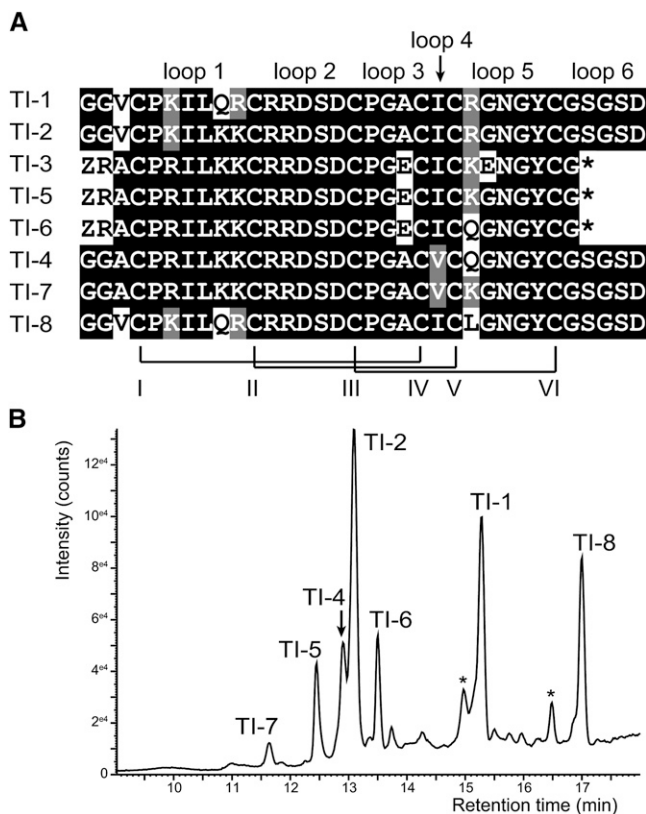 A
loop 4
loop 1 loop 2 loop 3 ↓ loop 5 loop 6
TI-1 GGVCPKILQRCRRDSDCPGACICRGNGYCGSGSD
TI-2 GGVCPKILKKCRRDSDCPGACICRGNGYCGSGSD
TI-3 ZRACPRILKKCRRDSDCPGECICKENGYCG*
TI-5 ZRACPRILKKCRRDSDCPGECICKGNGYCG*
TI-6 ZRACPRILKKCRRDSDCPGECICQGNGYCG*
TI-4 GGACPRILKKCRRDSDCPGACVCQGNGYCGSGSD
TI-7 GGACPRILKKCRRDSDCPGACVCKGNGYCGSGSD
TI-8 GGVCPKILQRCRRDSDCPGACICLGNGYCGSGSD
I II III IV V VI
B
Intensity (counts)
12e4
10e4
8e4
6e4
4e4
2e4
0
TI-7
TI-5
TI-4
TI-2
TI-6
*
TI-1
*
TI-8
10 11 12 13 14 15 16 17
Retention time (min)